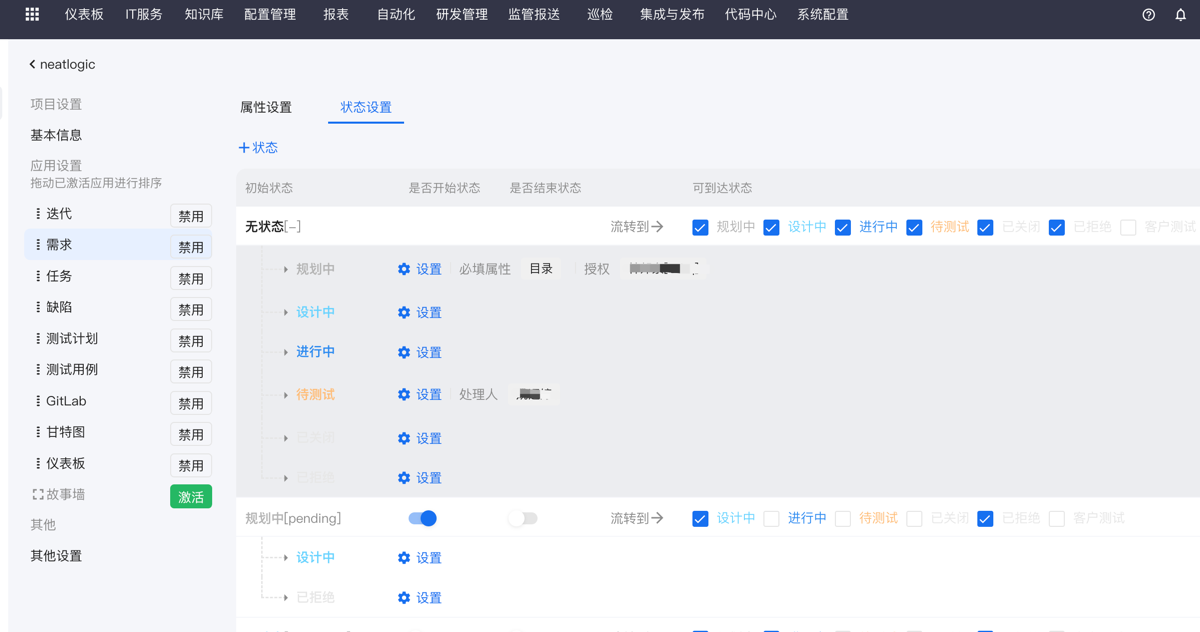 仪表板 IT服务 知识库 配置管理 报表 自动化 研发管理 监管报送 巡检 集成与发布 代码中心 系统配置
neatlogic
项目设置
基本信息
应用设置
拖动已激活应用进行排序
迭代 禁用
需求 禁用
任务 禁用
缺陷 禁用
测试计划 禁用
测试用例 禁用
GitLab 禁用
甘特图 禁用
仪表板 禁用
故事墙 激活
其他
其他设置
属性设置 状态设置
+状态
初始状态 是否开始状态 是否结束状态 可到达状态
无状态[–] 流转到→ 规划中 设计中 进行中 待测试 已关闭 已拒绝 客户测试
规划中 设置 必填属性 目录 授权
设计中 设置
进行中 设置
待测试 设置 处理人
已关闭 设置
已拒绝 设置
规划中[pending] 流转到→ 设计中 进行中 待测试 已关闭 已拒绝 客户测试
设计中 设置
已拒绝 设置